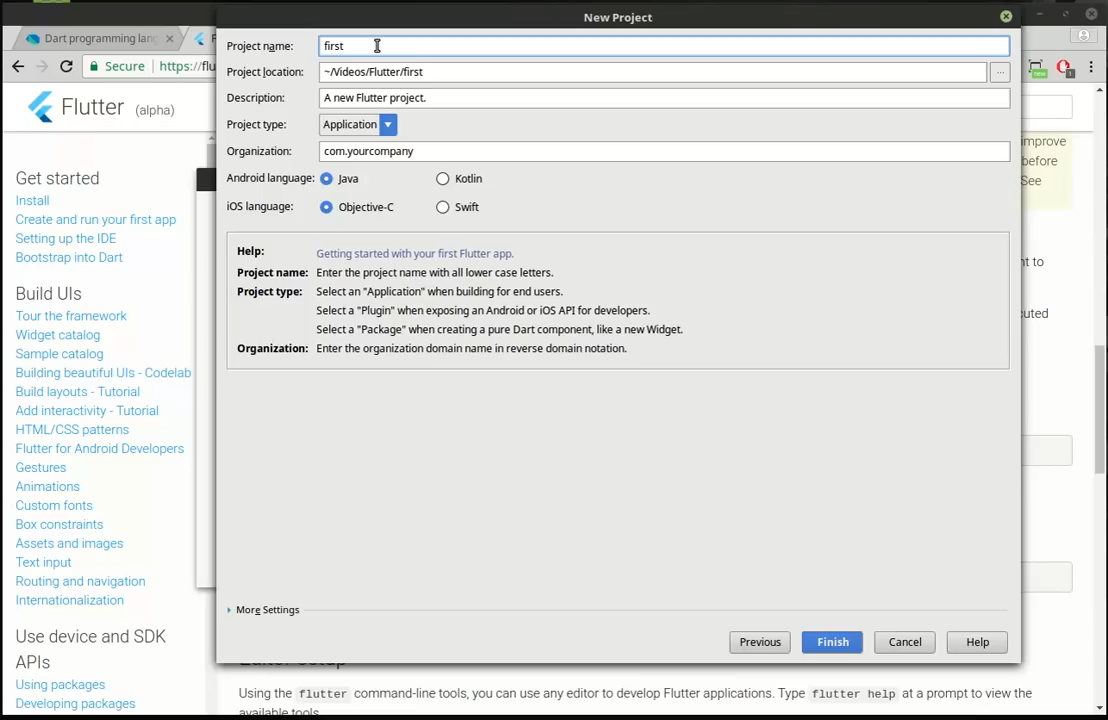 New Project
Dart programming lan
Secure https://flu
Flutter (alpha)
Project name: first
Project location: ~/Videos/Flutter/first ...
Description: A new Flutter project.
Project type: Application
Organization: com.yourcompany
Android language: Java Kotlin
iOS language: Objective-C Swift
Help: Getting started with your first Flutter app.
Project name: Enter the project name with all lower case letters.
Project type: Select an "Application" when building for end users.
Select a "Plugin" when exposing an Android or iOS API for developers.
Select a "Package" when creating a pure Dart component, like a new Widget.
Organization: Enter the organization domain name in reverse domain notation.
More Settings
Previous Finish Cancel Help
Get started
Install
Create and run your first app
Setting up the IDE
Bootstrap into Dart
Build UIs
Tour the framework
Widget catalog
Sample catalog
Building beautiful UIs - Codelab
Build layouts - Tutorial
Add interactivity - Tutorial
HTML/CSS patterns
Flutter for Android Developers
Gestures
Animations
Custom fonts
Box constraints
Assets and images
Text input
Routing and navigation
Internationalization
Use device and SDK
APIs
Using packages
Developing packages
improve
before
See
nt to
cuted
Editor setup
Using the flutter command-line tools, you can use any editor to develop Flutter applications. Type flutter help at a prompt to view the
available tools.